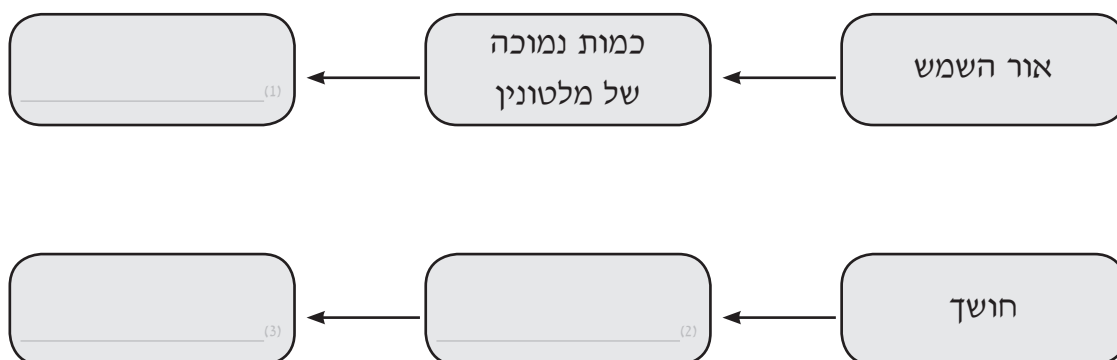 אור השמש
כמות נמוכה
של מלטונין
(1)
חושך
(2)
(3)